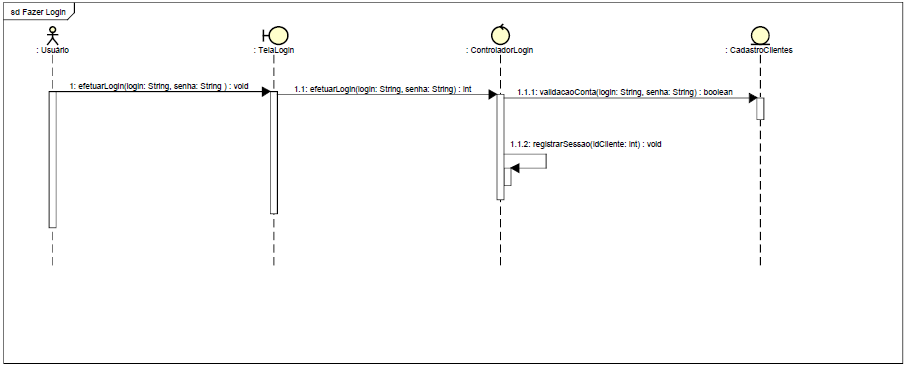 sd Fazer Login
: Usuário
: TelaLogin
: ControladorLogin
: CadastroClientes
1: efetuarLogin(login: String, senha: String ) : void
1.1: efetuarLogin(login: String, senha: String) : int
1.1.1: validacaoConta(login: String, senha: String) : boolean
1.1.2: registrarSessao(idCliente: int) : void